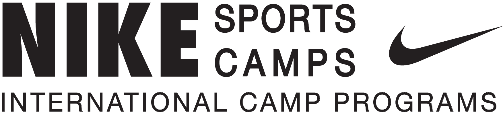 NIKE SPORTS
CAMPS
INTERNATIONAL CAMP PROGRAMS